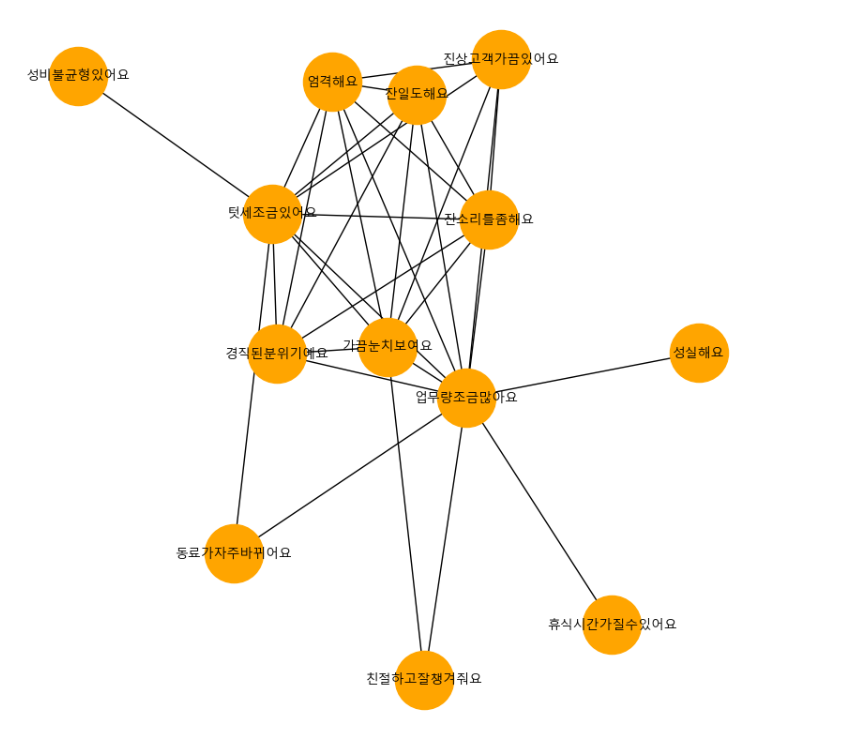 진상고객가끔있어요
성비불균형있어요
엄격해요
잔일도해요
텃세조금있어요
잔소리를좀해요
가끔눈치보여요
경직된분위기에요
성실해요
업무량조금많아요
동료가자주바뀌어요
휴식시간가질수있어요
친절하고잘챙겨줘요